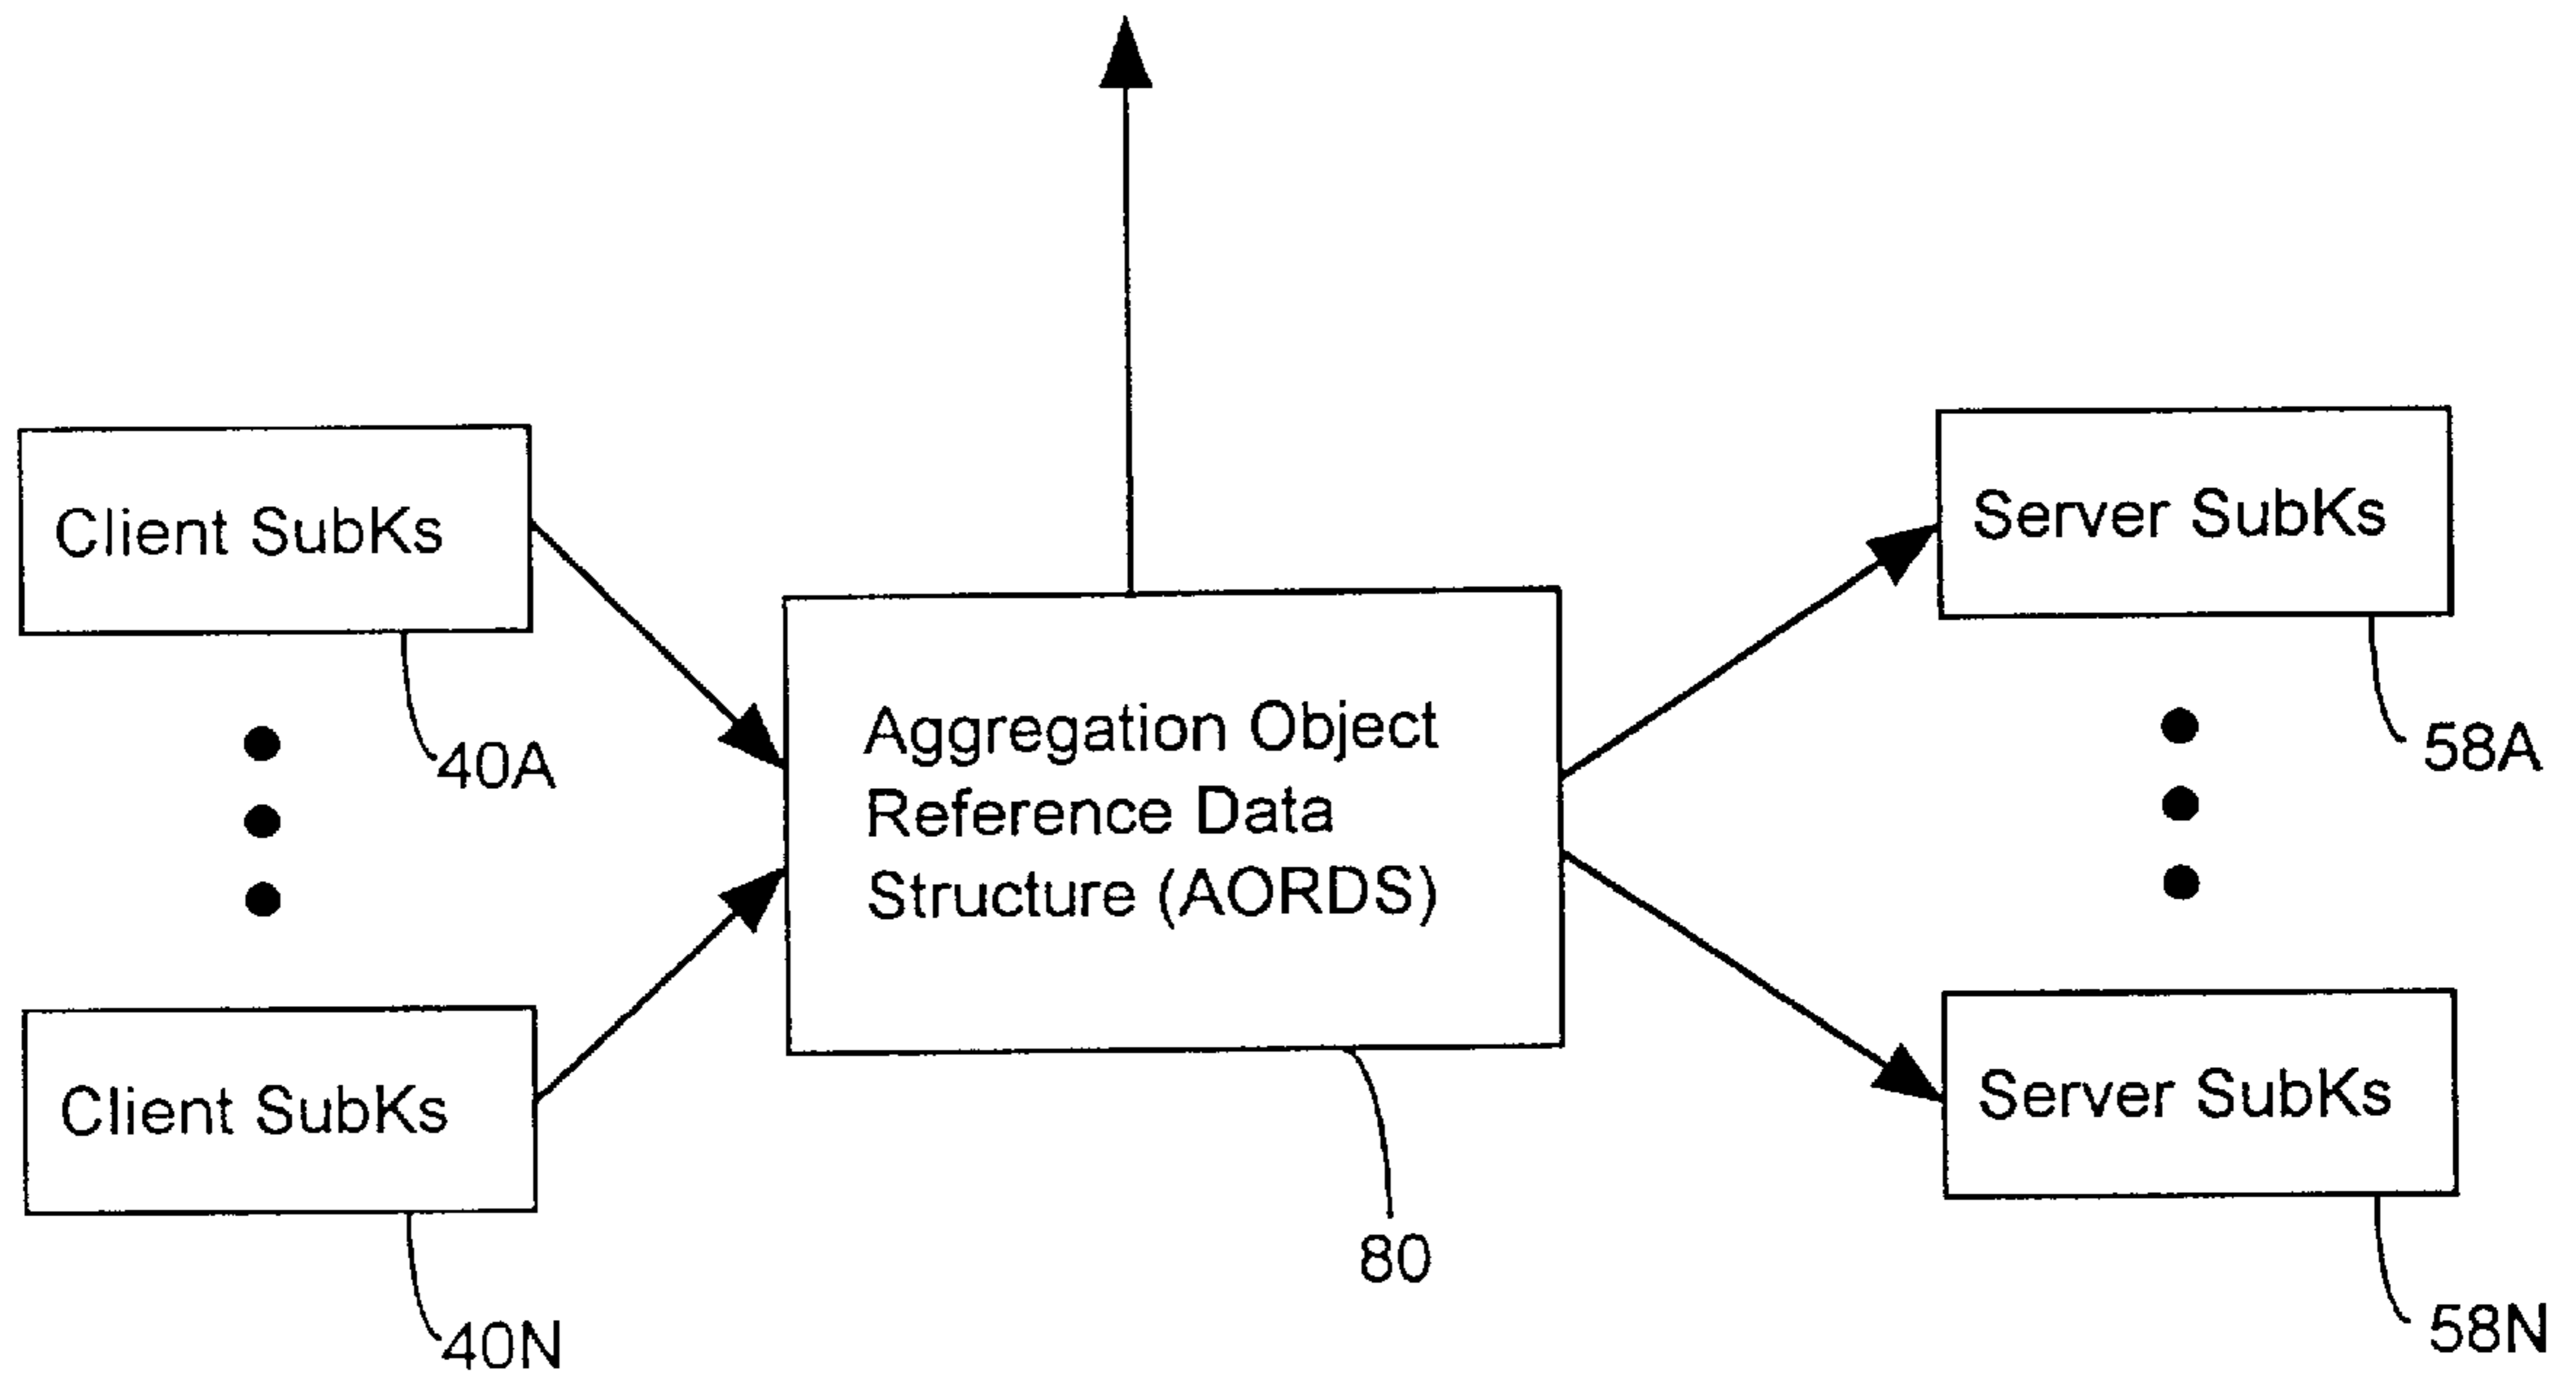 Client SubKs
40A
Client SubKs
40N
Aggregation Object
Reference Data
Structure (AORDS)
80
Server SubKs
58A
Server SubKs
58N